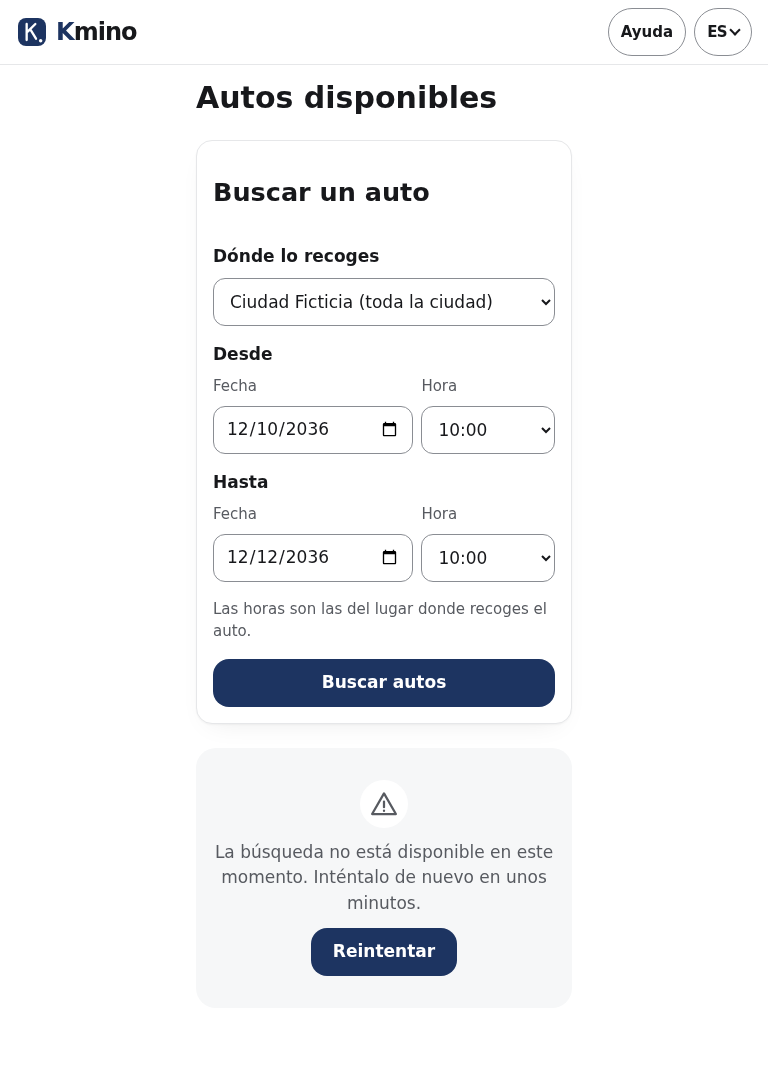 K. Kmino
Ayuda
ES
Autos disponibles
Buscar un auto
Dónde lo recoges
Ciudad Ficticia (toda la ciudad)
Desde
Fecha
Hora
12/10/2036
10:00
Hasta
Fecha
Hora
12/12/2036
10:00
Las horas son las del lugar donde recoges el
auto.
Buscar autos
La búsqueda no está disponible en este
momento. Inténtalo de nuevo en unos
minutos.
Reintentar